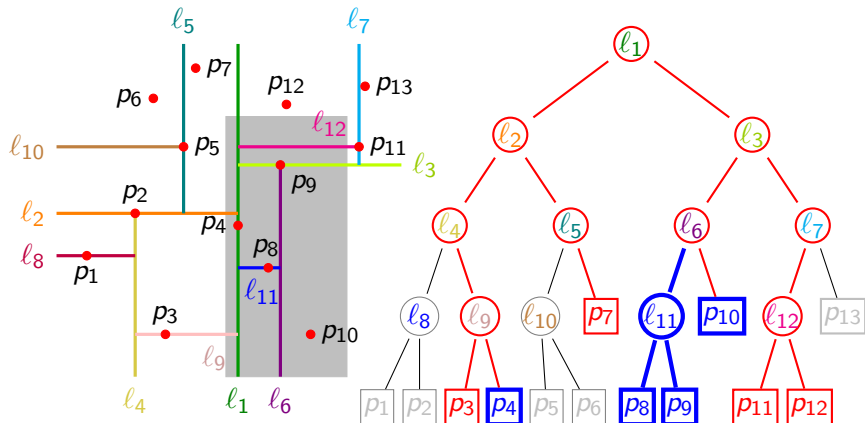 ℓ5 ℓ7
p7
p6 p12 p13
ℓ12
ℓ10 p5 p11
ℓ3
p9
p2
ℓ2 p4
ℓ8 p1 p8
ℓ11
p3 p10
ℓ9
ℓ4 ℓ1 ℓ6
ℓ1
ℓ2 ℓ3
ℓ4 ℓ5 ℓ6 ℓ7
ℓ8 ℓ9 ℓ10 p7 ℓ11 p10 ℓ12 p13
p1 p2 p3 p4 p5 p6 p8 p9 p11 p12